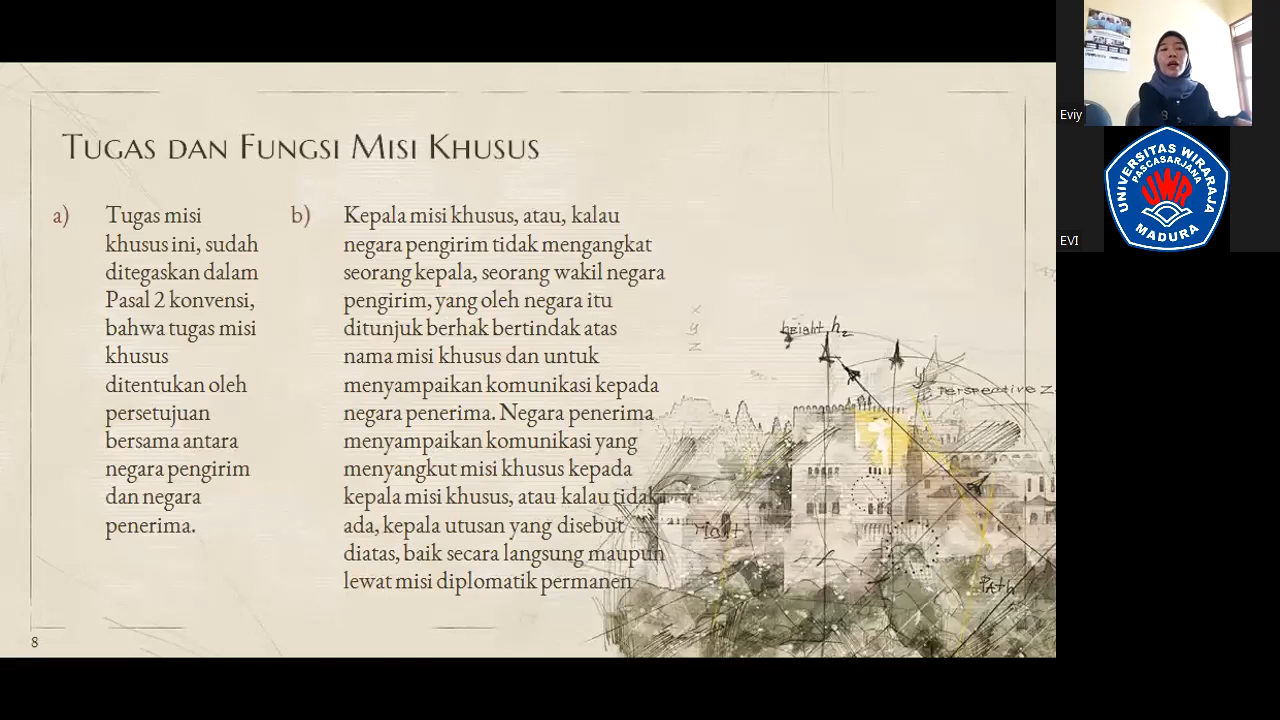 Tugas dan Fungsi Misi Khusus
a)
Tugas misi
khusus ini, sudah
ditegaskan dalam
Pasal 2 konvensi,
bahwa tugas misi
khusus
ditentukan oleh
persetujuan
bersama antara
negara pengirim
dan negara
penerima.
b)
Kepala misi khusus, atau, kalau
negara pengirim tidak mengangkat
seorang kepala, seorang wakil negara
pengirim, yang oleh negara itu
ditunjuk berhak bertindak atas
nama misi khusus dan untuk
menyampaikan komunikasi kepada
negara penerima. Negara penerima
menyampaikan komunikasi yang
menyangkut misi khusus kepada
kepala misi khusus, atau kalau tidak
ada, kepala utusan yang disebut
diatas, baik secara langsung maupun
lewat misi diplomatik permanen
8
x
y
z
height h2
y
Perspective Z
Path
Eviy
UNIVERSITAS WIRARAJA
PASCASARJANA
UWR
MADURA
EVI